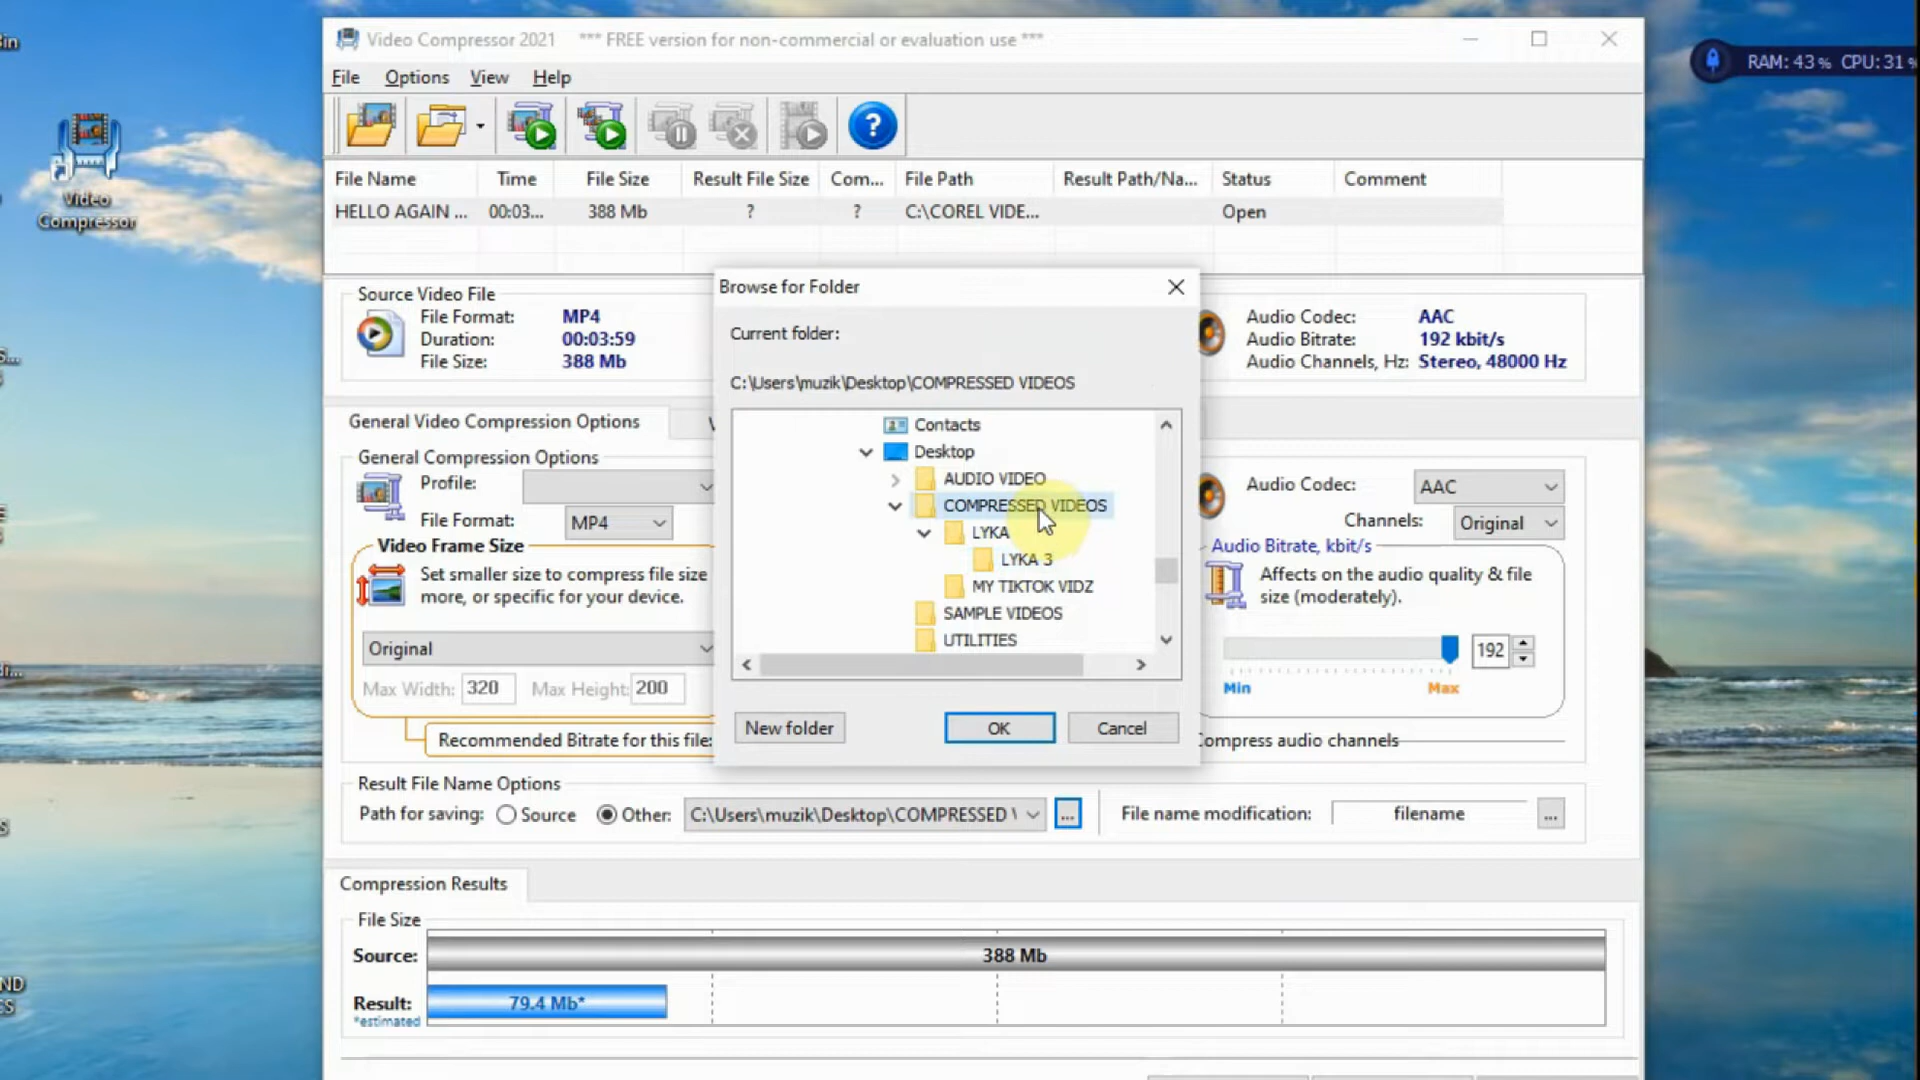 Video Compressor 2021 *** FREE version for non-commercial or evaluation use ***
RAM: 43 % CPU: 31 %
File Options View Help
Video
Compressor
File Name Time File Size Result File Size Com... File Path Result Path/Na... Status Comment
HELLO AGAIN ... 00:03... 388 Mb ? ? C:\COREL VIDE... Open
Source Video File
File Format: MP4
Duration: 00:03:59
File Size: 388 Mb
Audio Codec: AAC
Audio Bitrate: 192 kbit/s
Audio Channels, Hz: Stereo, 48000 Hz
Browse for Folder
Current folder:
C:\Users\muzik\Desktop\COMPRESSED VIDEOS
Contacts
Desktop
AUDIO VIDEO
COMPRESSED VIDEOS
LYKA
LYKA 3
MY TIKTOK VIDZ
SAMPLE VIDEOS
UTILITIES
New folder OK Cancel
General Video Compression Options
General Compression Options
Profile:
File Format: MP4
Video Frame Size
Set smaller size to compress file size
more, or specific for your device.
Original
Max Width: 320 Max Height: 200
Recommended Bitrate for this file:
Audio Codec: AAC
Channels: Original
Audio Bitrate, kbit/s
Affects on the audio quality & file
size (moderately).
192
Min Max
Compress audio channels
Result File Name Options
Path for saving: Source Other: C:\Users\muzik\Desktop\COMPRESSED ... File name modification: filename ...
Compression Results
File Size
Source: 388 Mb
Result: 79.4 Mb*
*estimated